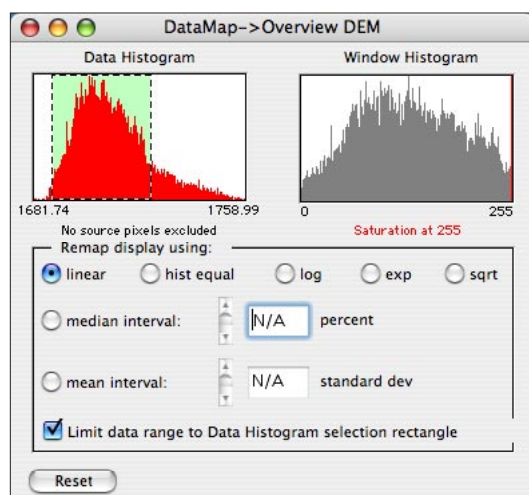 DataMap->Overview DEM
Data Histogram
Window Histogram
1681.74 1758.99
0 255
No source pixels excluded
Saturation at 255
Remap display using:
linear hist equal log exp sqrt
median interval: N/A percent
mean interval: N/A standard dev
Limit data range to Data Histogram selection rectangle
Reset